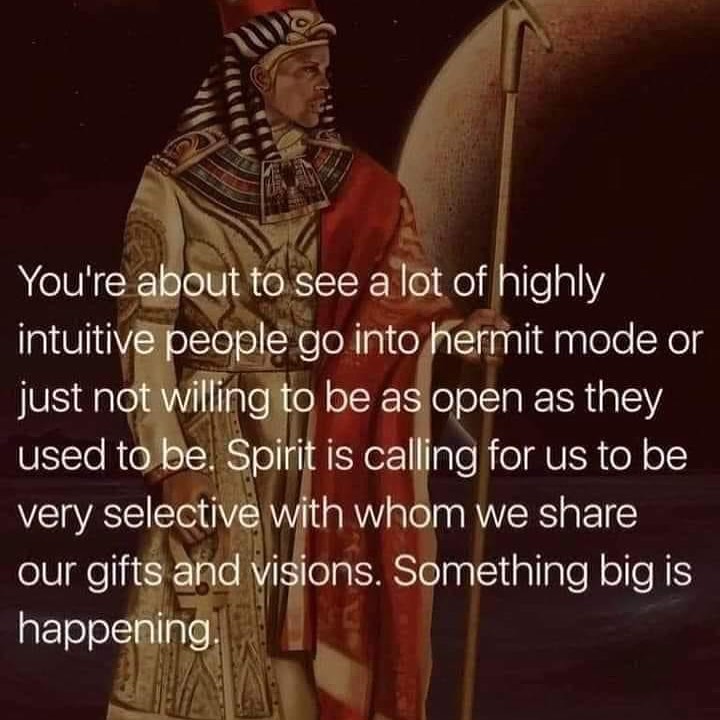 You're about to see a lot of highly
intuitive people go into hermit mode or
just not willing to be as open as they
used to be. Spirit is calling for us to be
very selective with whom we share
our gifts and visions. Something big is
happening.